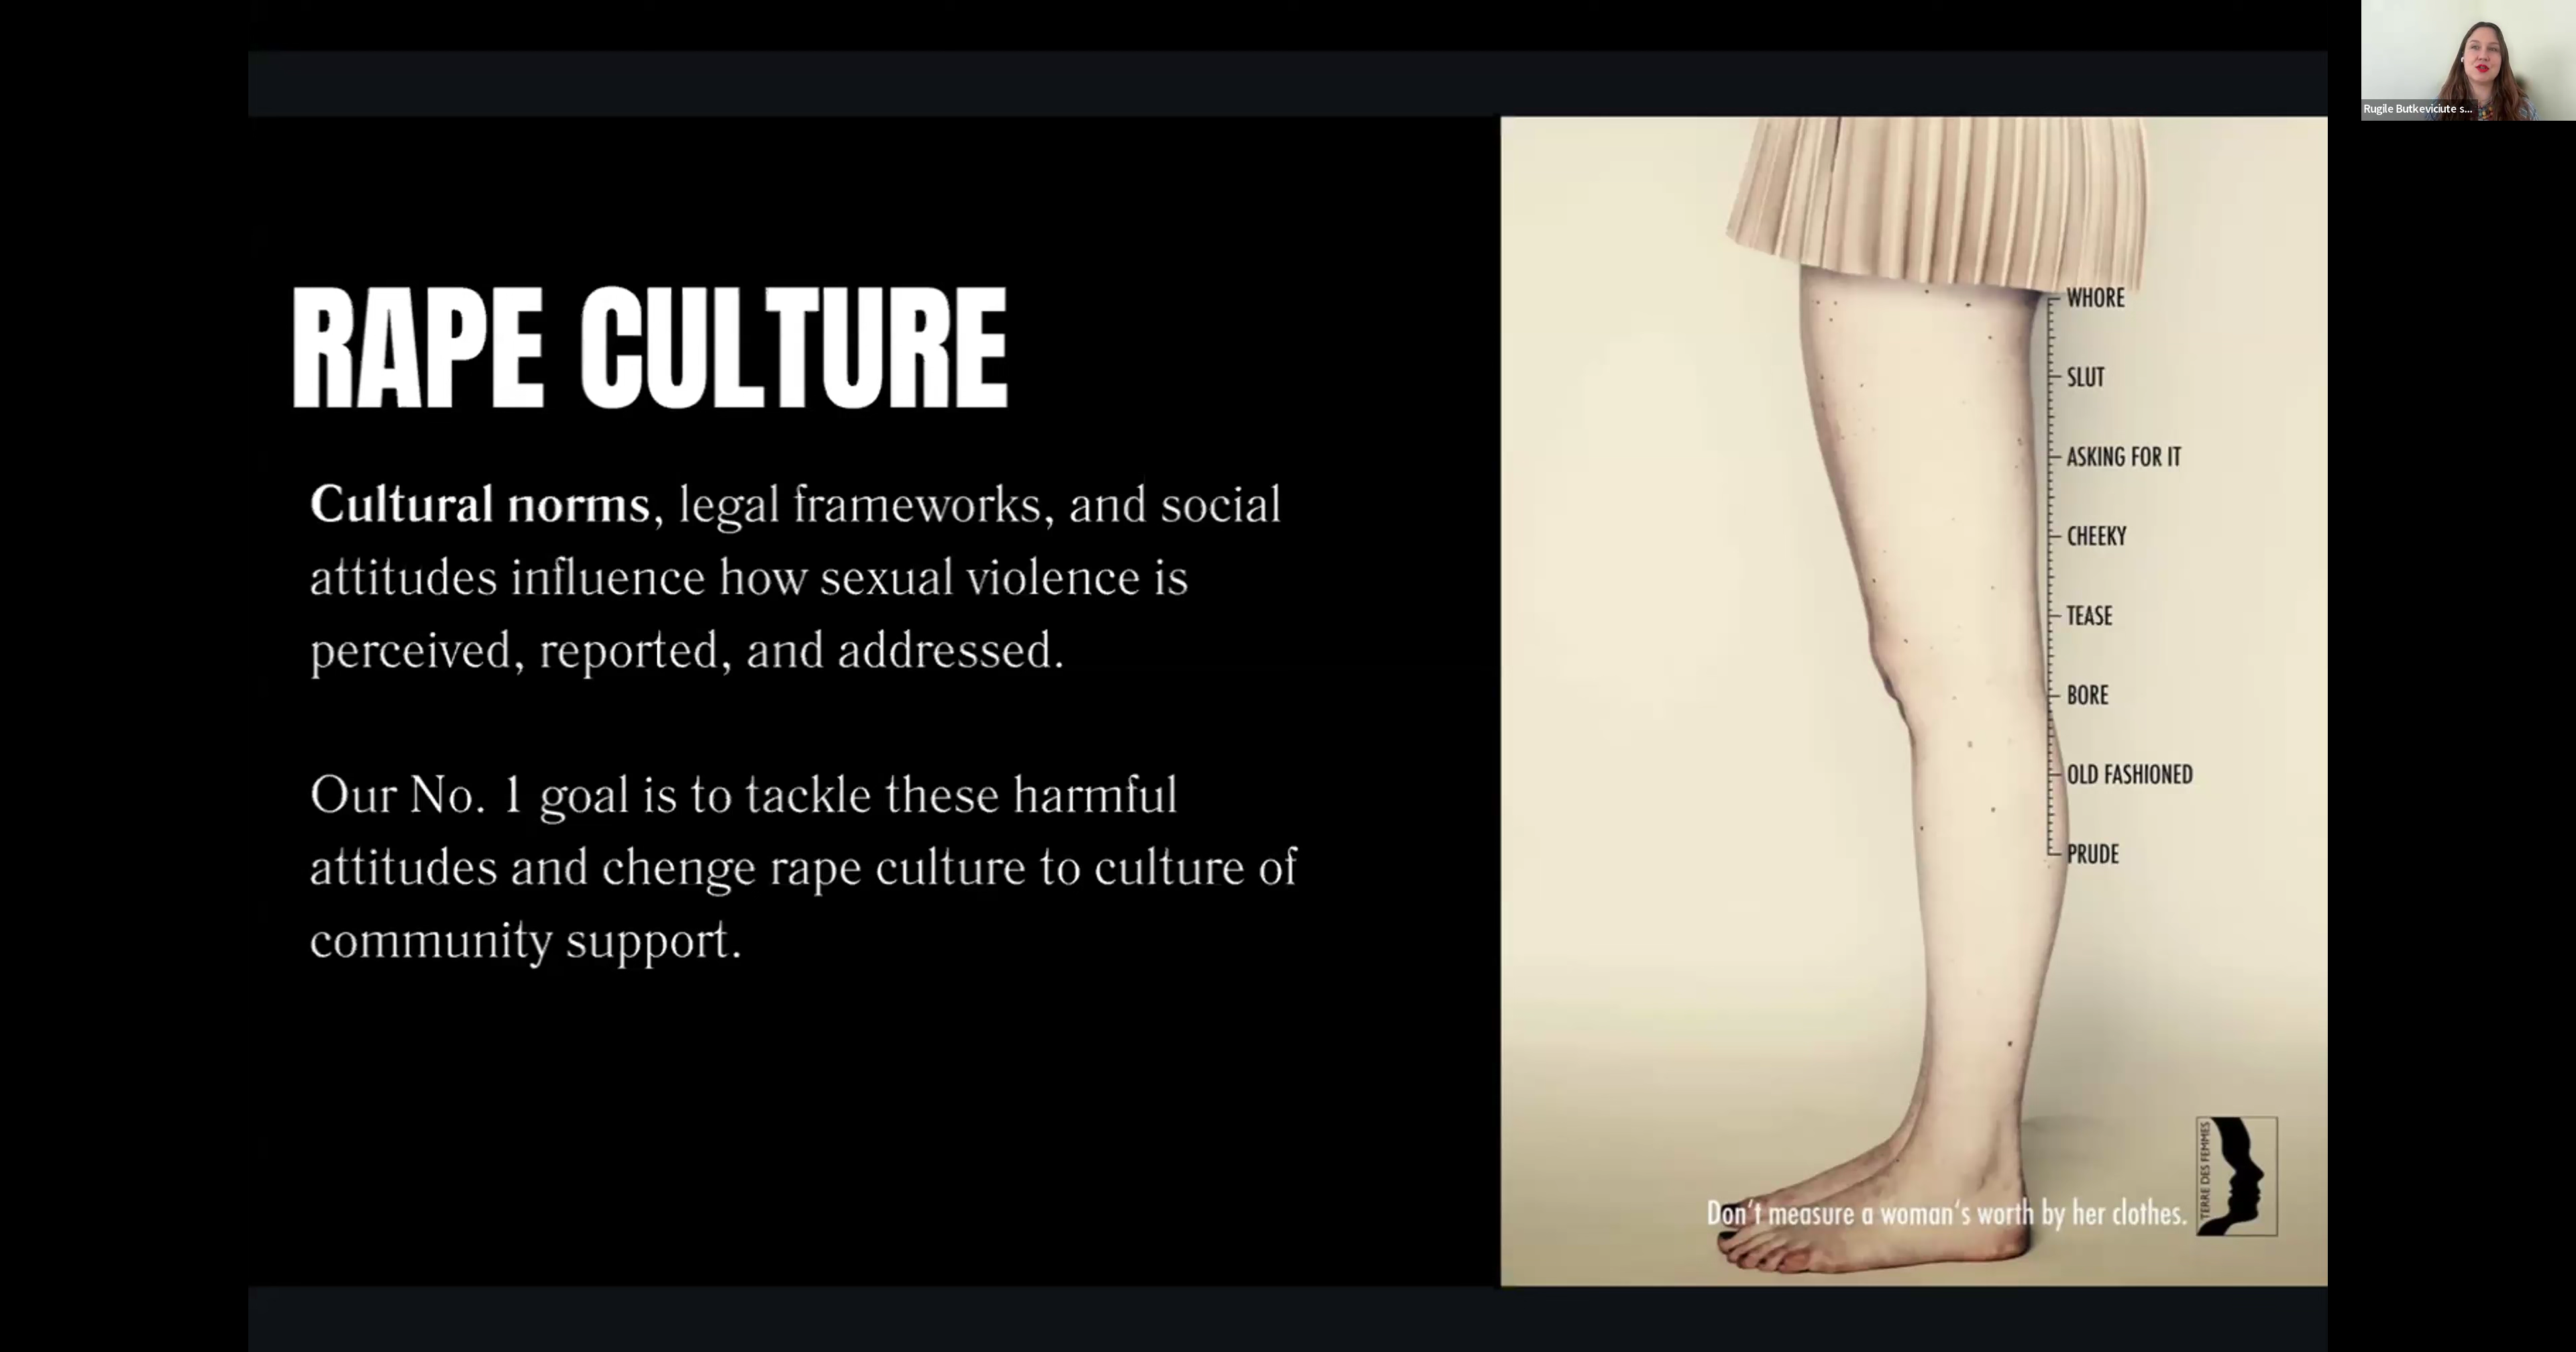 Rugile Butkeviciute s...
RAPE CULTURE
Cultural norms, legal frameworks, and social
attitudes influence how sexual violence is
perceived, reported, and addressed.
Our No. 1 goal is to tackle these harmful
attitudes and chenge rape culture to culture of
community support.
WHORE
SLUT
ASKING FOR IT
CHEEKY
TEASE
BORE
OLD FASHIONED
PRUDE
Don't measure a woman's worth by her clothes.
TERRE DES FEMMES